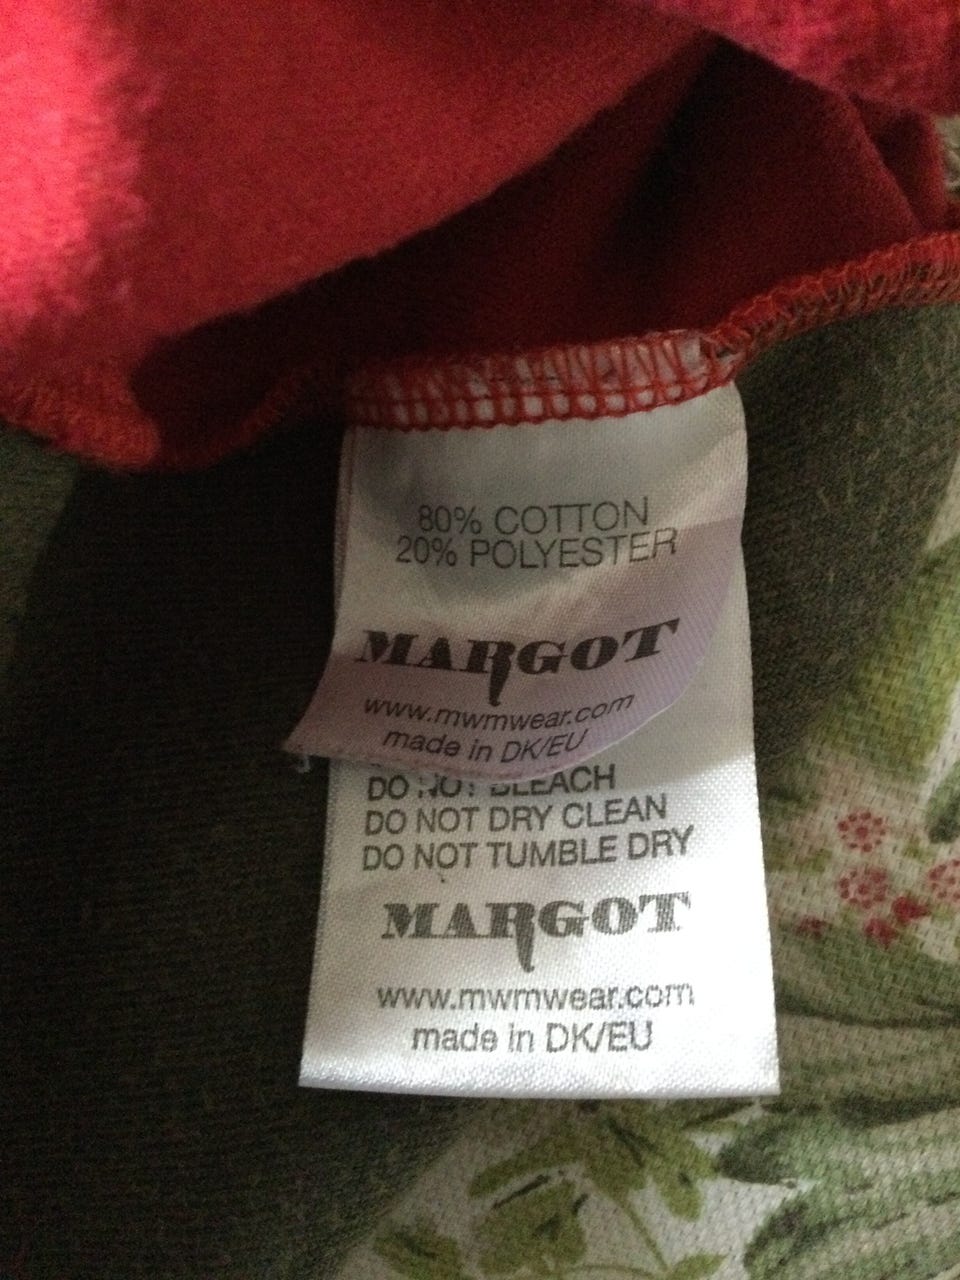 80% COTTON
20% POLYESTER
MARGOT
www.mwmwear.com
made in DK/EU
DO NOT BLEACH
DO NOT DRY CLEAN
DO NOT TUMBLE DRY
MARGOT
www.mwmwear.com
made in DK/EU